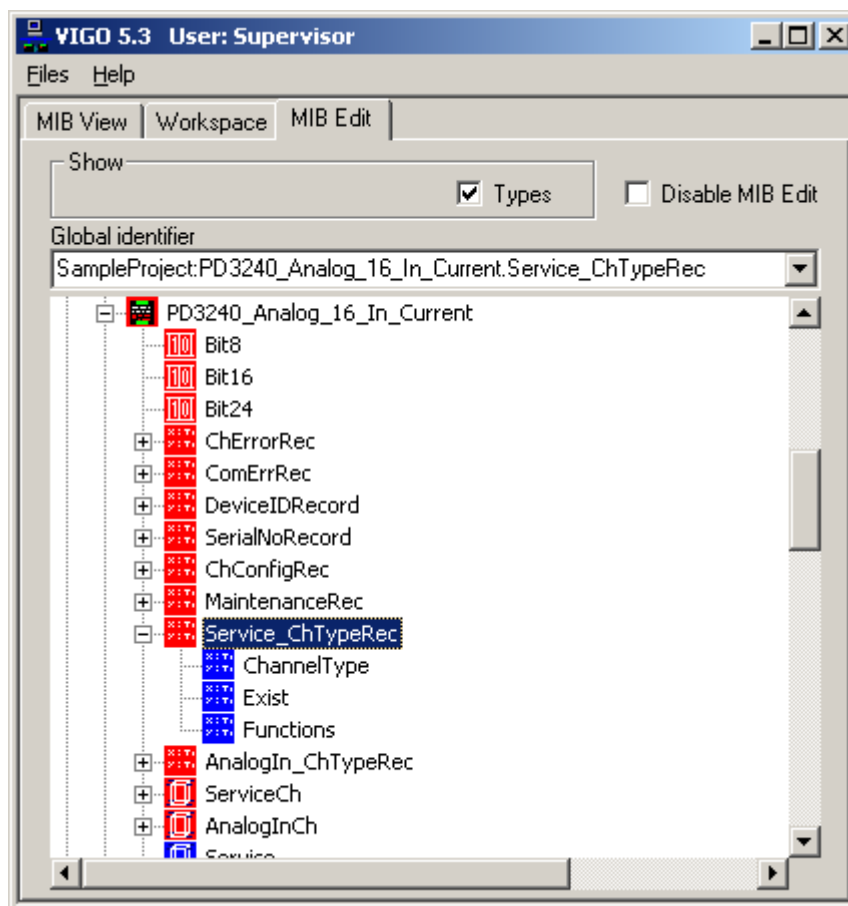 VIGO 5.3 User: Supervisor
Files Help
MIB View Workspace MIB Edit
Show
Types Disable MIB Edit
Global identifier
SampleProject:PD3240_Analog_16_In_Current.Service_ChTypeRec
PD3240_Analog_16_In_Current
Bit8
Bit16
Bit24
ChErrorRec
ComErrRec
DeviceIDRecord
SerialNoRecord
ChConfigRec
MaintenanceRec
Service_ChTypeRec
ChannelType
Exist
Functions
AnalogIn_ChTypeRec
ServiceCh
AnalogInCh
Service